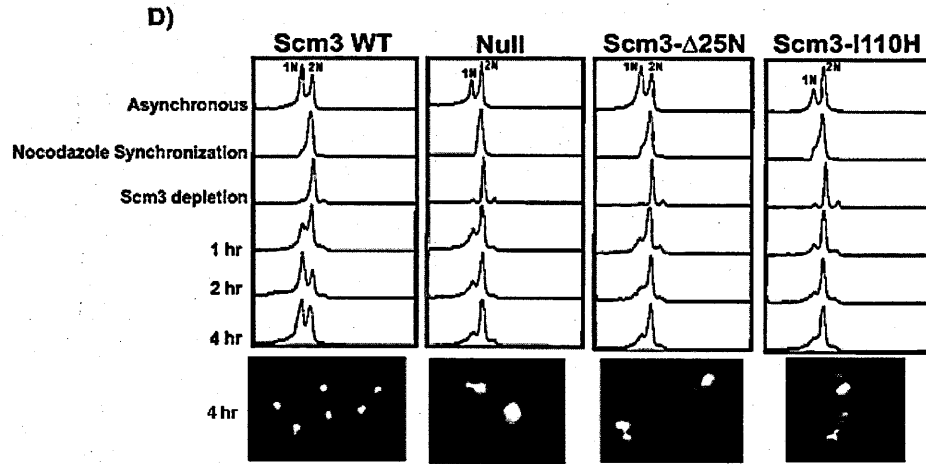 D)
Scm3 WT
Null
Scm3-Δ25N
Scm3-I110H
1N 2N
1N 2N
1N 2N
1N 2N
Asynchronous
Nocodazole Synchronization
Scm3 depletion
1 hr
2 hr
4 hr
4 hr